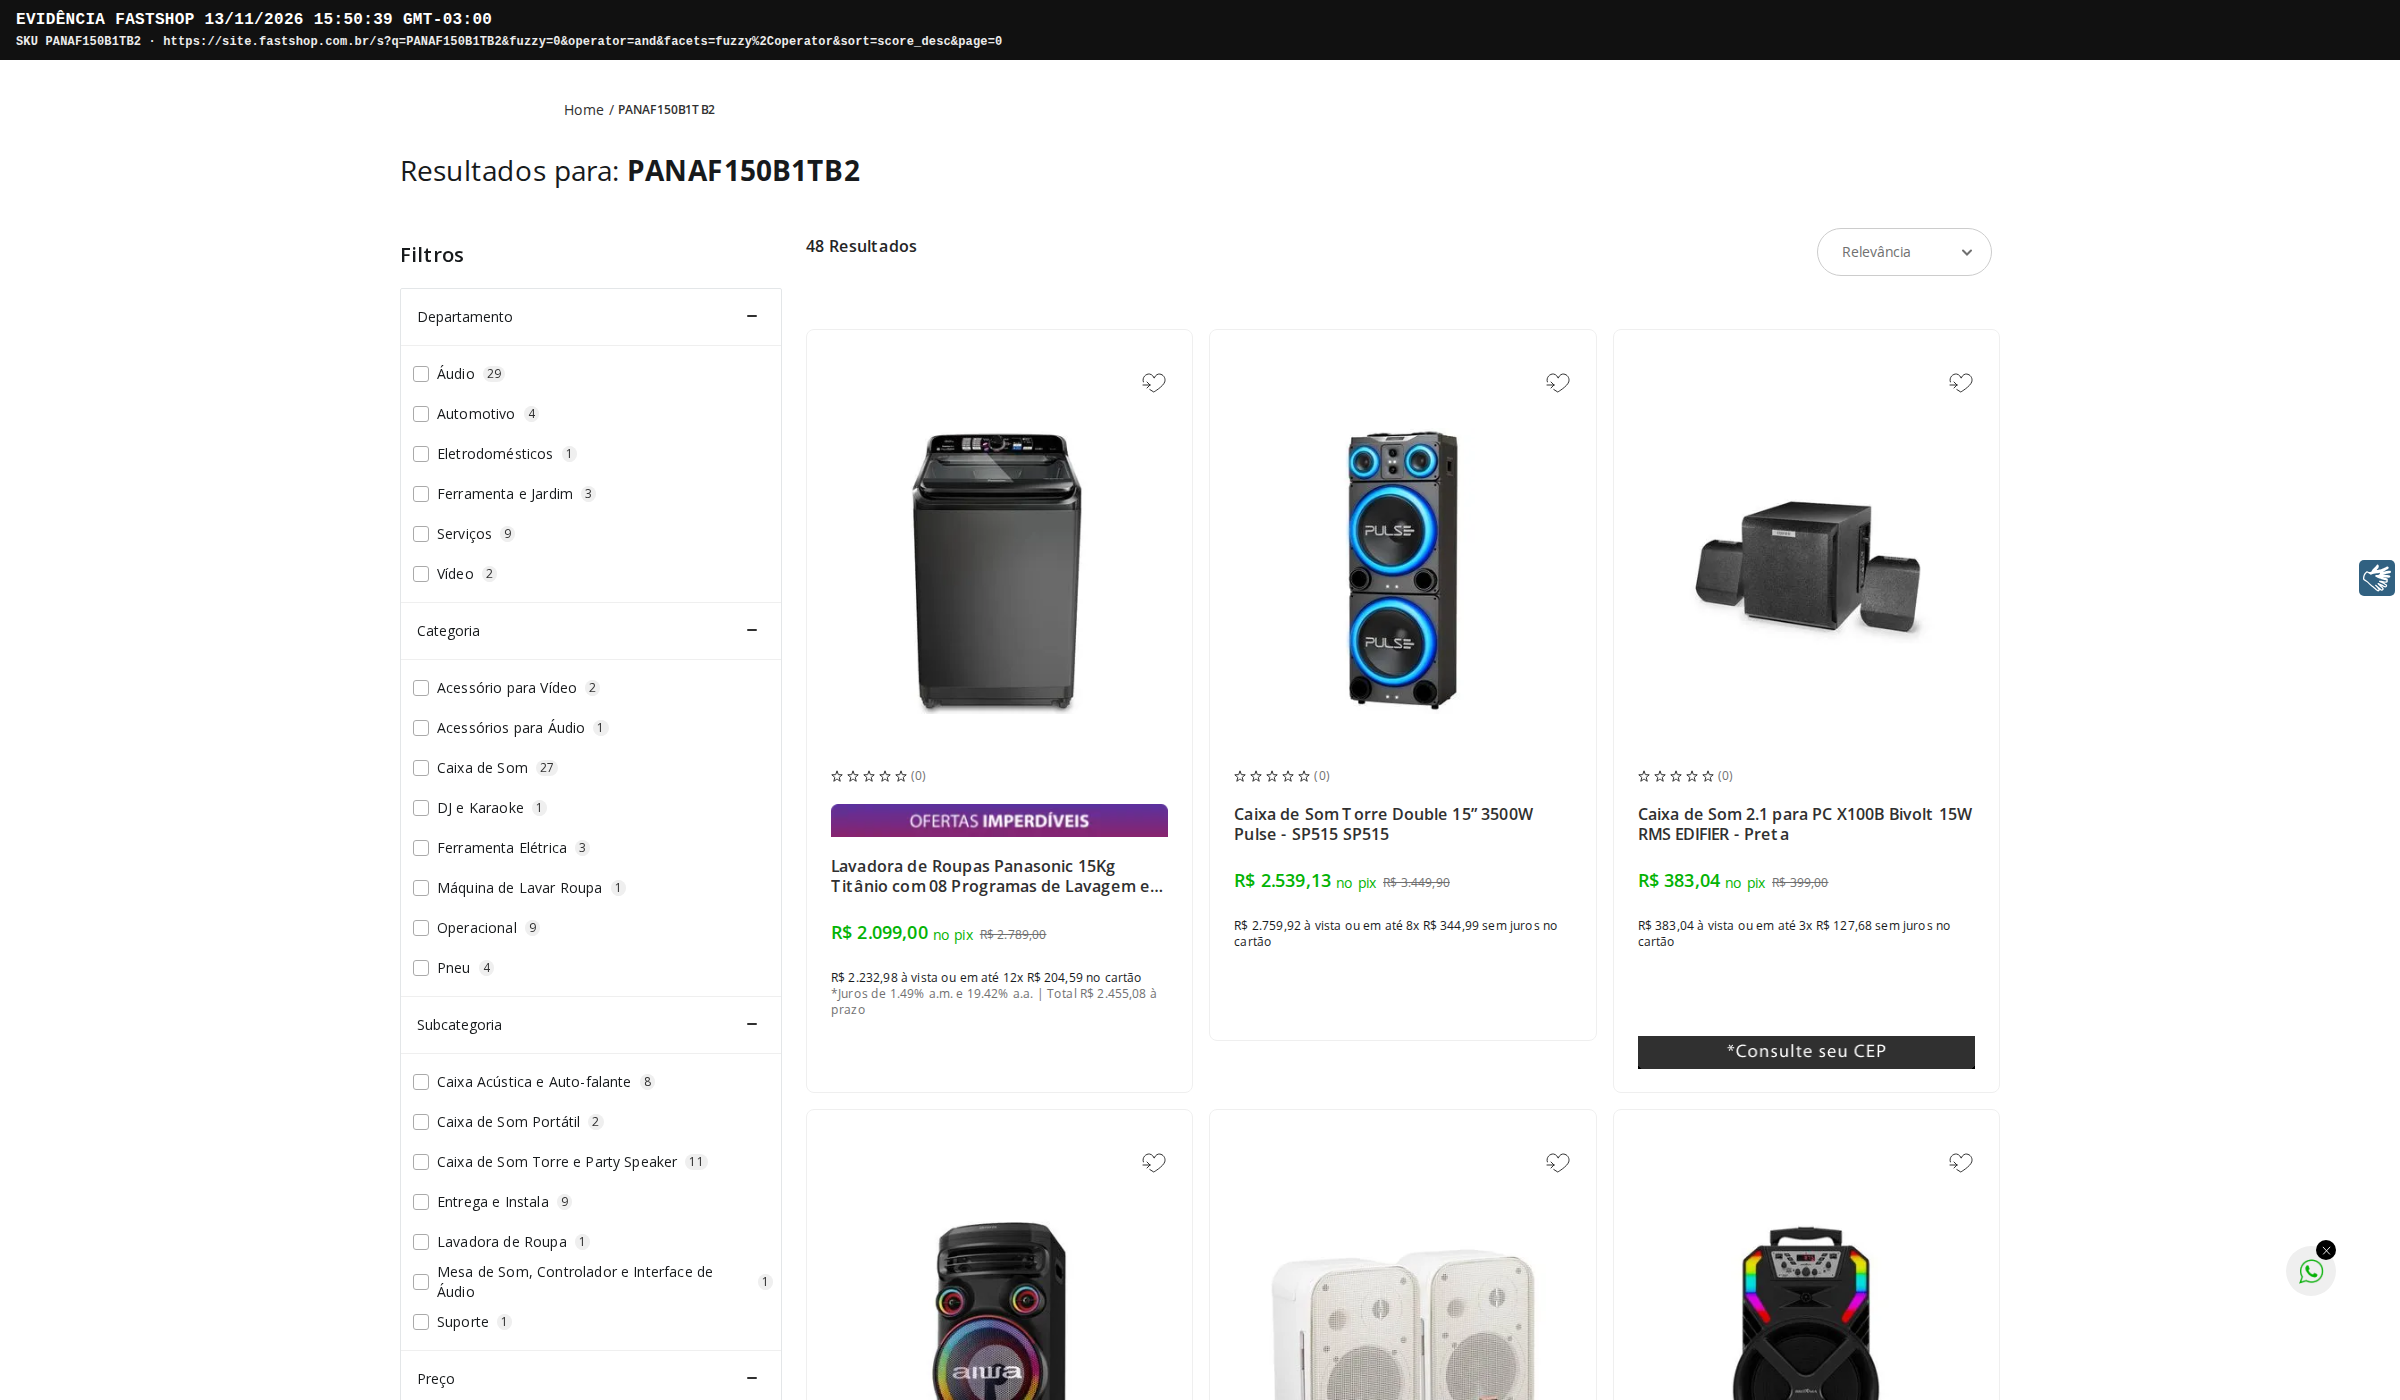 EVIDÊNCIA FASTSHOP 13/11/2026 15:50:39 GMT-03:00
SKU PANAF150B1TB2 · https://site.fastshop.com.br/s?q=PANAF150B1TB2&fuzzy=0&operator=and&facets=fuzzy%2Coperator&sort=score_desc&page=0
Home / PANAF150B1TB2
Resultados para: PANAF150B1TB2
Filtros
48 Resultados
Relevância
Departamento
Áudio 29
Automotivo 4
Eletrodomésticos 1
Ferramenta e Jardim 3
Serviços 9
Vídeo 2
Categoria
Acessório para Vídeo 2
Acessórios para Áudio 1
Caixa de Som 27
DJ e Karaoke 1
Ferramenta Elétrica 3
Máquina de Lavar Roupa 1
Operacional 9
Pneu 4
Subcategoria
Caixa Acústica e Auto-falante 8
Caixa de Som Portátil 2
Caixa de Som Torre e Party Speaker 11
Entrega e Instala 9
Lavadora de Roupa 1
Mesa de Som, Controlador e Interface de
Áudio 1
Suporte 1
Preço
(0)
OFERTAS IMPERDÍVEIS
Lavadora de Roupas Panasonic 15Kg
Titânio com 08 Programas de Lavagem e...
R$ 2.099,00 no pix R$ 2.789,00
R$ 2.232,98 à vista ou em até 12x R$ 204,59 no cartão
*Juros de 1.49% a.m. e 19.42% a.a. | Total R$ 2.455,08 à
prazo
PULSE
PULSE
(0)
Caixa de Som Torre Double 15” 3500W
Pulse - SP515 SP515
R$ 2.539,13 no pix R$ 3.449,90
R$ 2.759,92 à vista ou em até 8x R$ 344,99 sem juros no
cartão
(0)
Caixa de Som 2.1 para PC X100B Bivolt 15W
RMS EDIFIER - Preta
R$ 383,04 no pix R$ 399,00
R$ 383,04 à vista ou em até 3x R$ 127,68 sem juros no
cartão
*Consulte seu CEP
aiwa